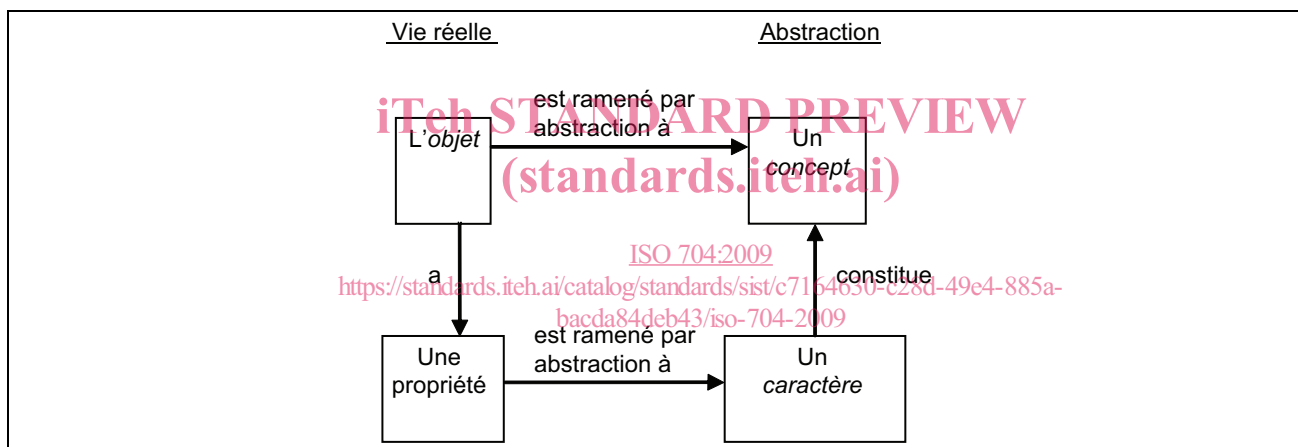 Vie réelle
Abstraction
est ramené par
abstraction à
iTeh STANDARD PREVIEW
(standards.iteh.ai)
L'objet
Un
concept
ISO 704:2009
https://standards.iteh.ai/catalog/standards/sist/c7164630-c28d-49e4-885a-
bacda84deb43/iso-704-2009
a
constitue
est ramené par
abstraction à
Une
propriété
Un
caractère